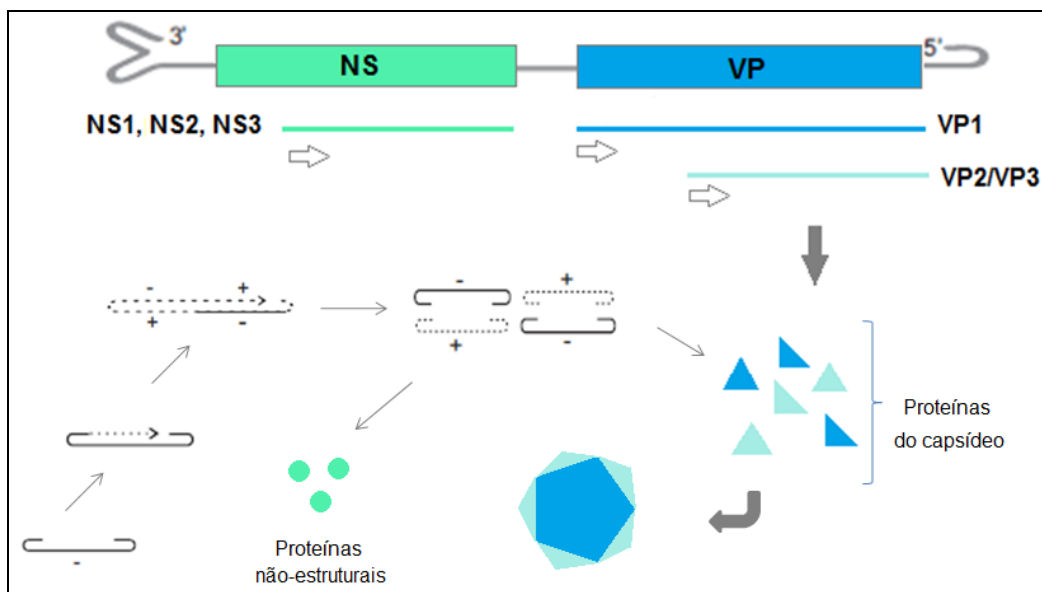 3'
NS
VP
5'
NS1, NS2, NS3
VP1
VP2/VP3
- +
+ -
- +
+ -
-
Proteínas
do capsídeo
Proteínas
não-estruturais